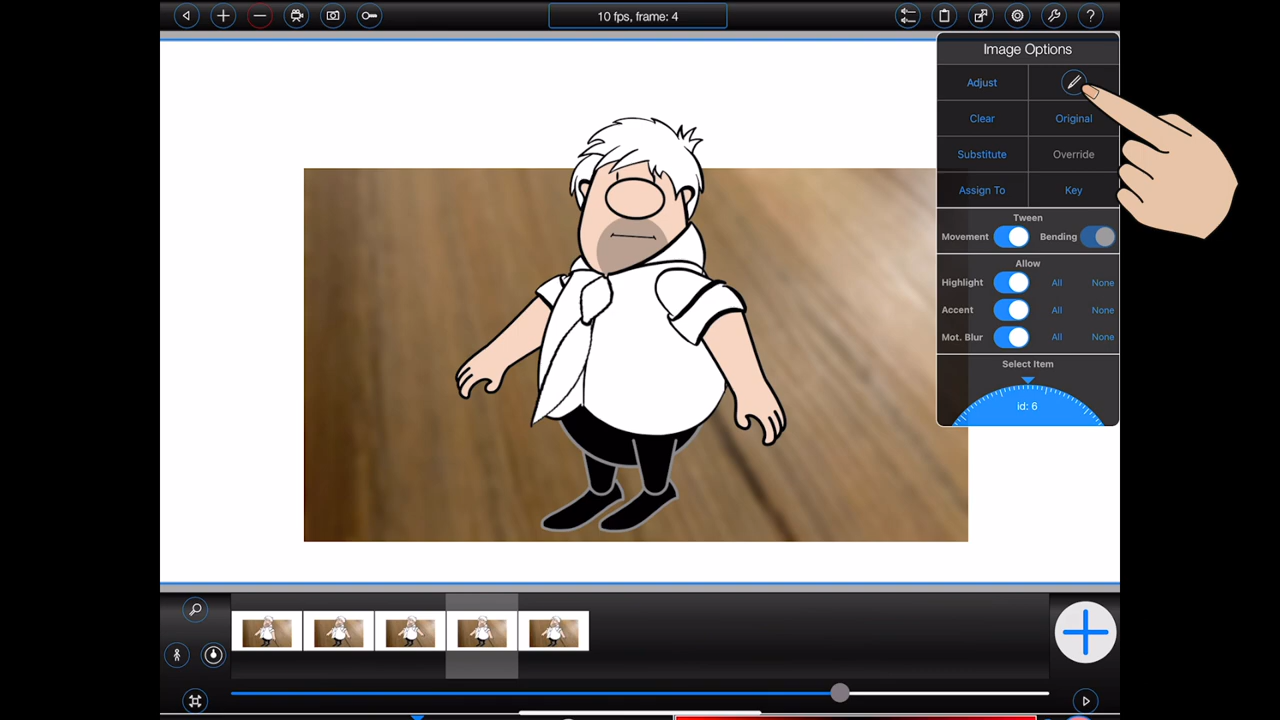 10 fps, frame: 4
?
Image Options
Adjust
Clear Original
Substitute Override
Assign To Key
Tween
Movement Bending
Allow
Highlight All None
Accent All None
Mot. Blur All None
Select Item
id: 6